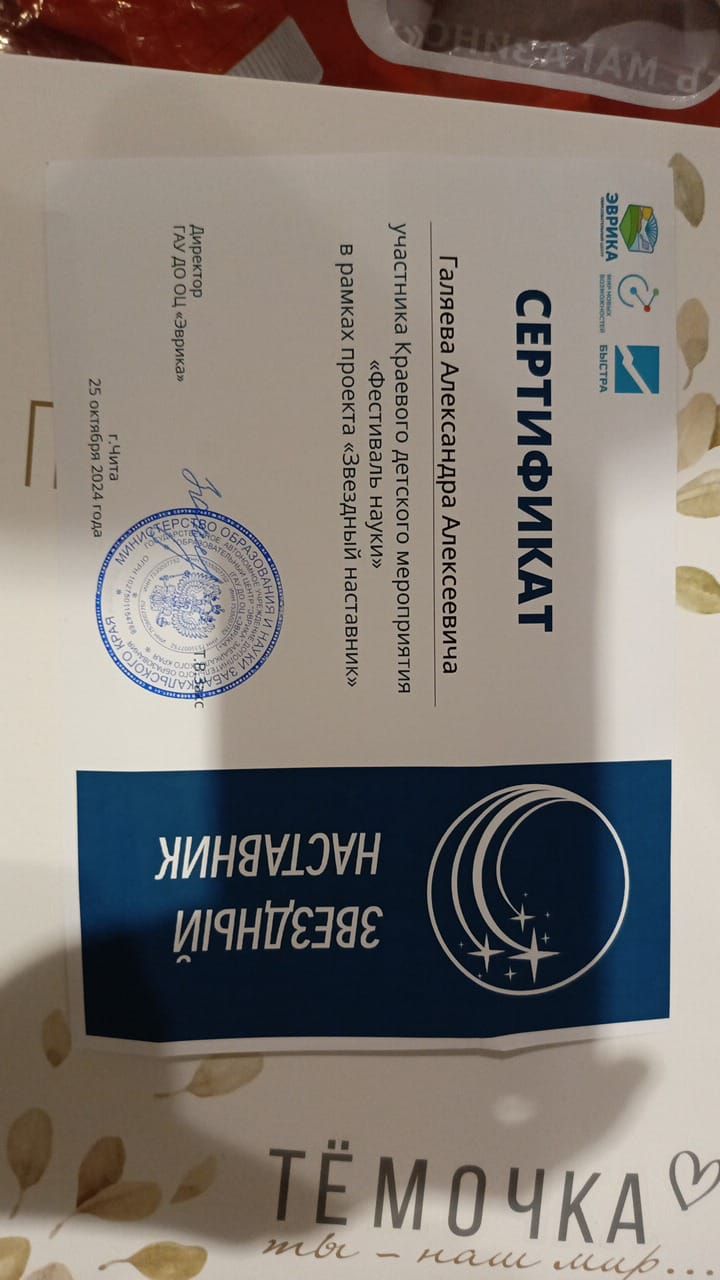 ЭВРИКА
МИР НОВЫХ
ВОЗМОЖНОСТЕЙ
БЫСТРА
СЕРТИФИКАТ
Галяева Александра Алексеевича
участника Краевого детского мероприятия
«Фестиваль науки»
в рамках проекта «Звездный наставник»
Директор
ГАУ ДО ОЦ «Эврика»
МИНИСТЕРСТВО ОБРАЗОВАНИЯ И НАУКИ ЗАБАЙКАЛЬСКОГО КРАЯ
г.Чита
25 октября 2024 года
ЗВЕЗДНЫЙ
НАСТАВНИК
ТЁМОЧКА
ты – наш мир...